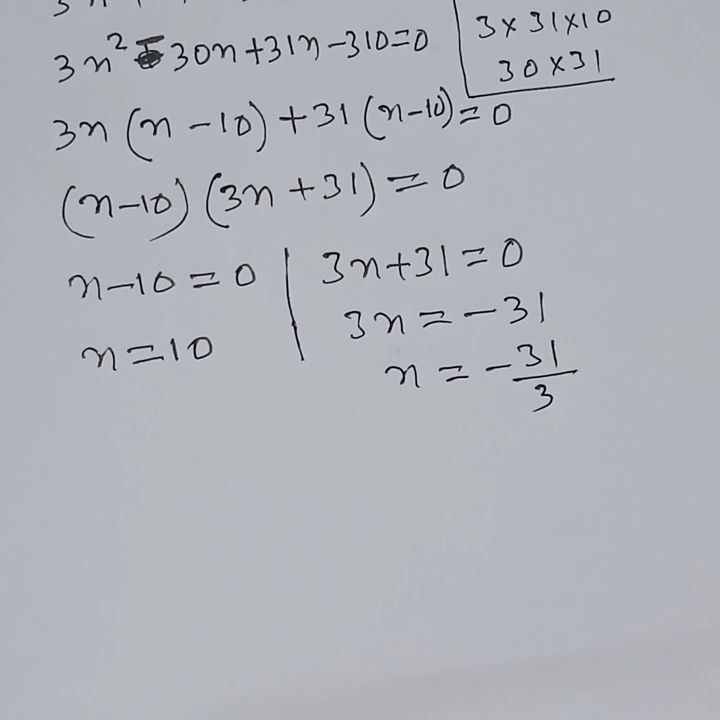 3n² - 30n + 31n - 310 = 0
3 × 31 × 10
30 × 31
3n (n - 10) + 31 (n - 10) = 0
(n - 10) (3n + 31) = 0
n - 10 = 0
n = 10
3n + 31 = 0
3n = - 31
n = - 31/3